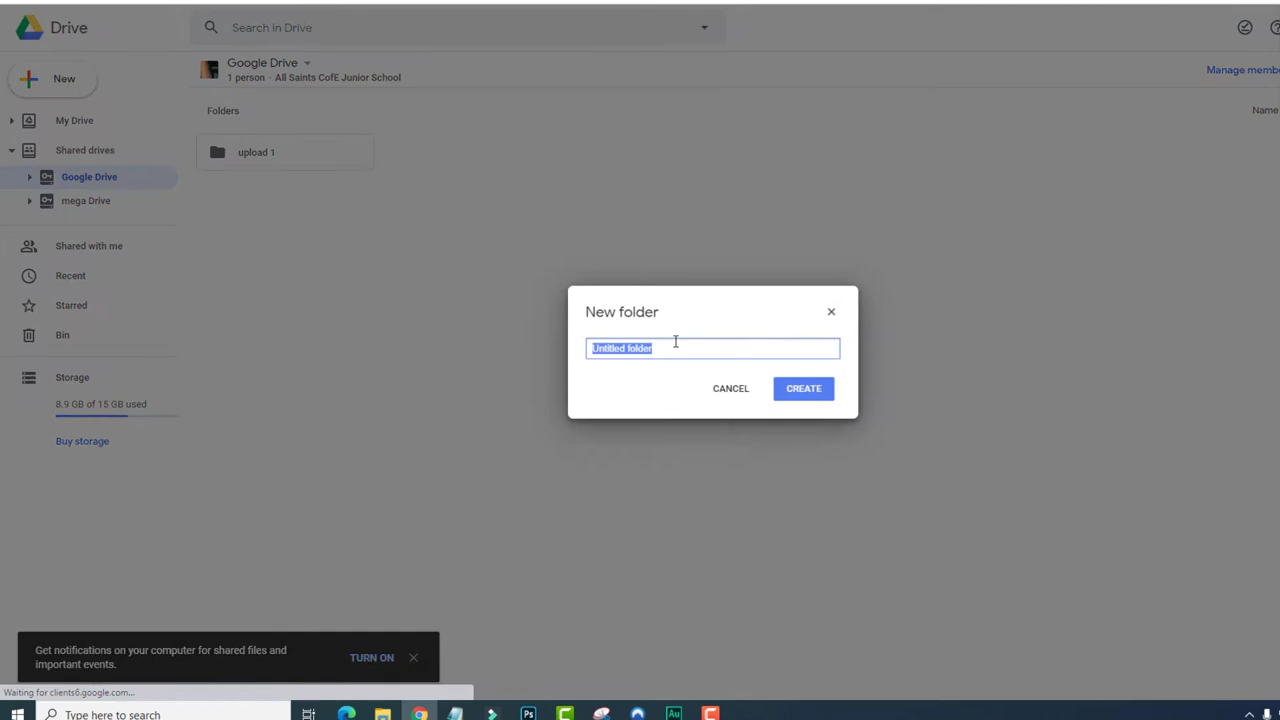 Drive
Search in Drive
New
Google Drive
1 person · All Saints CofE Junior School
Manage memb
My Drive
Folders
Name
Shared drives
upload 1
Google Drive
mega Drive
Shared with me
Recent
Starred
Bin
Storage
8.9 GB of 15 GB used
Buy storage
New folder
Untitled folder
CANCEL
CREATE
Get notifications on your computer for shared files and
important events.
TURN ON
Waiting for clients6.google.com...
Type here to search
Ps
Au